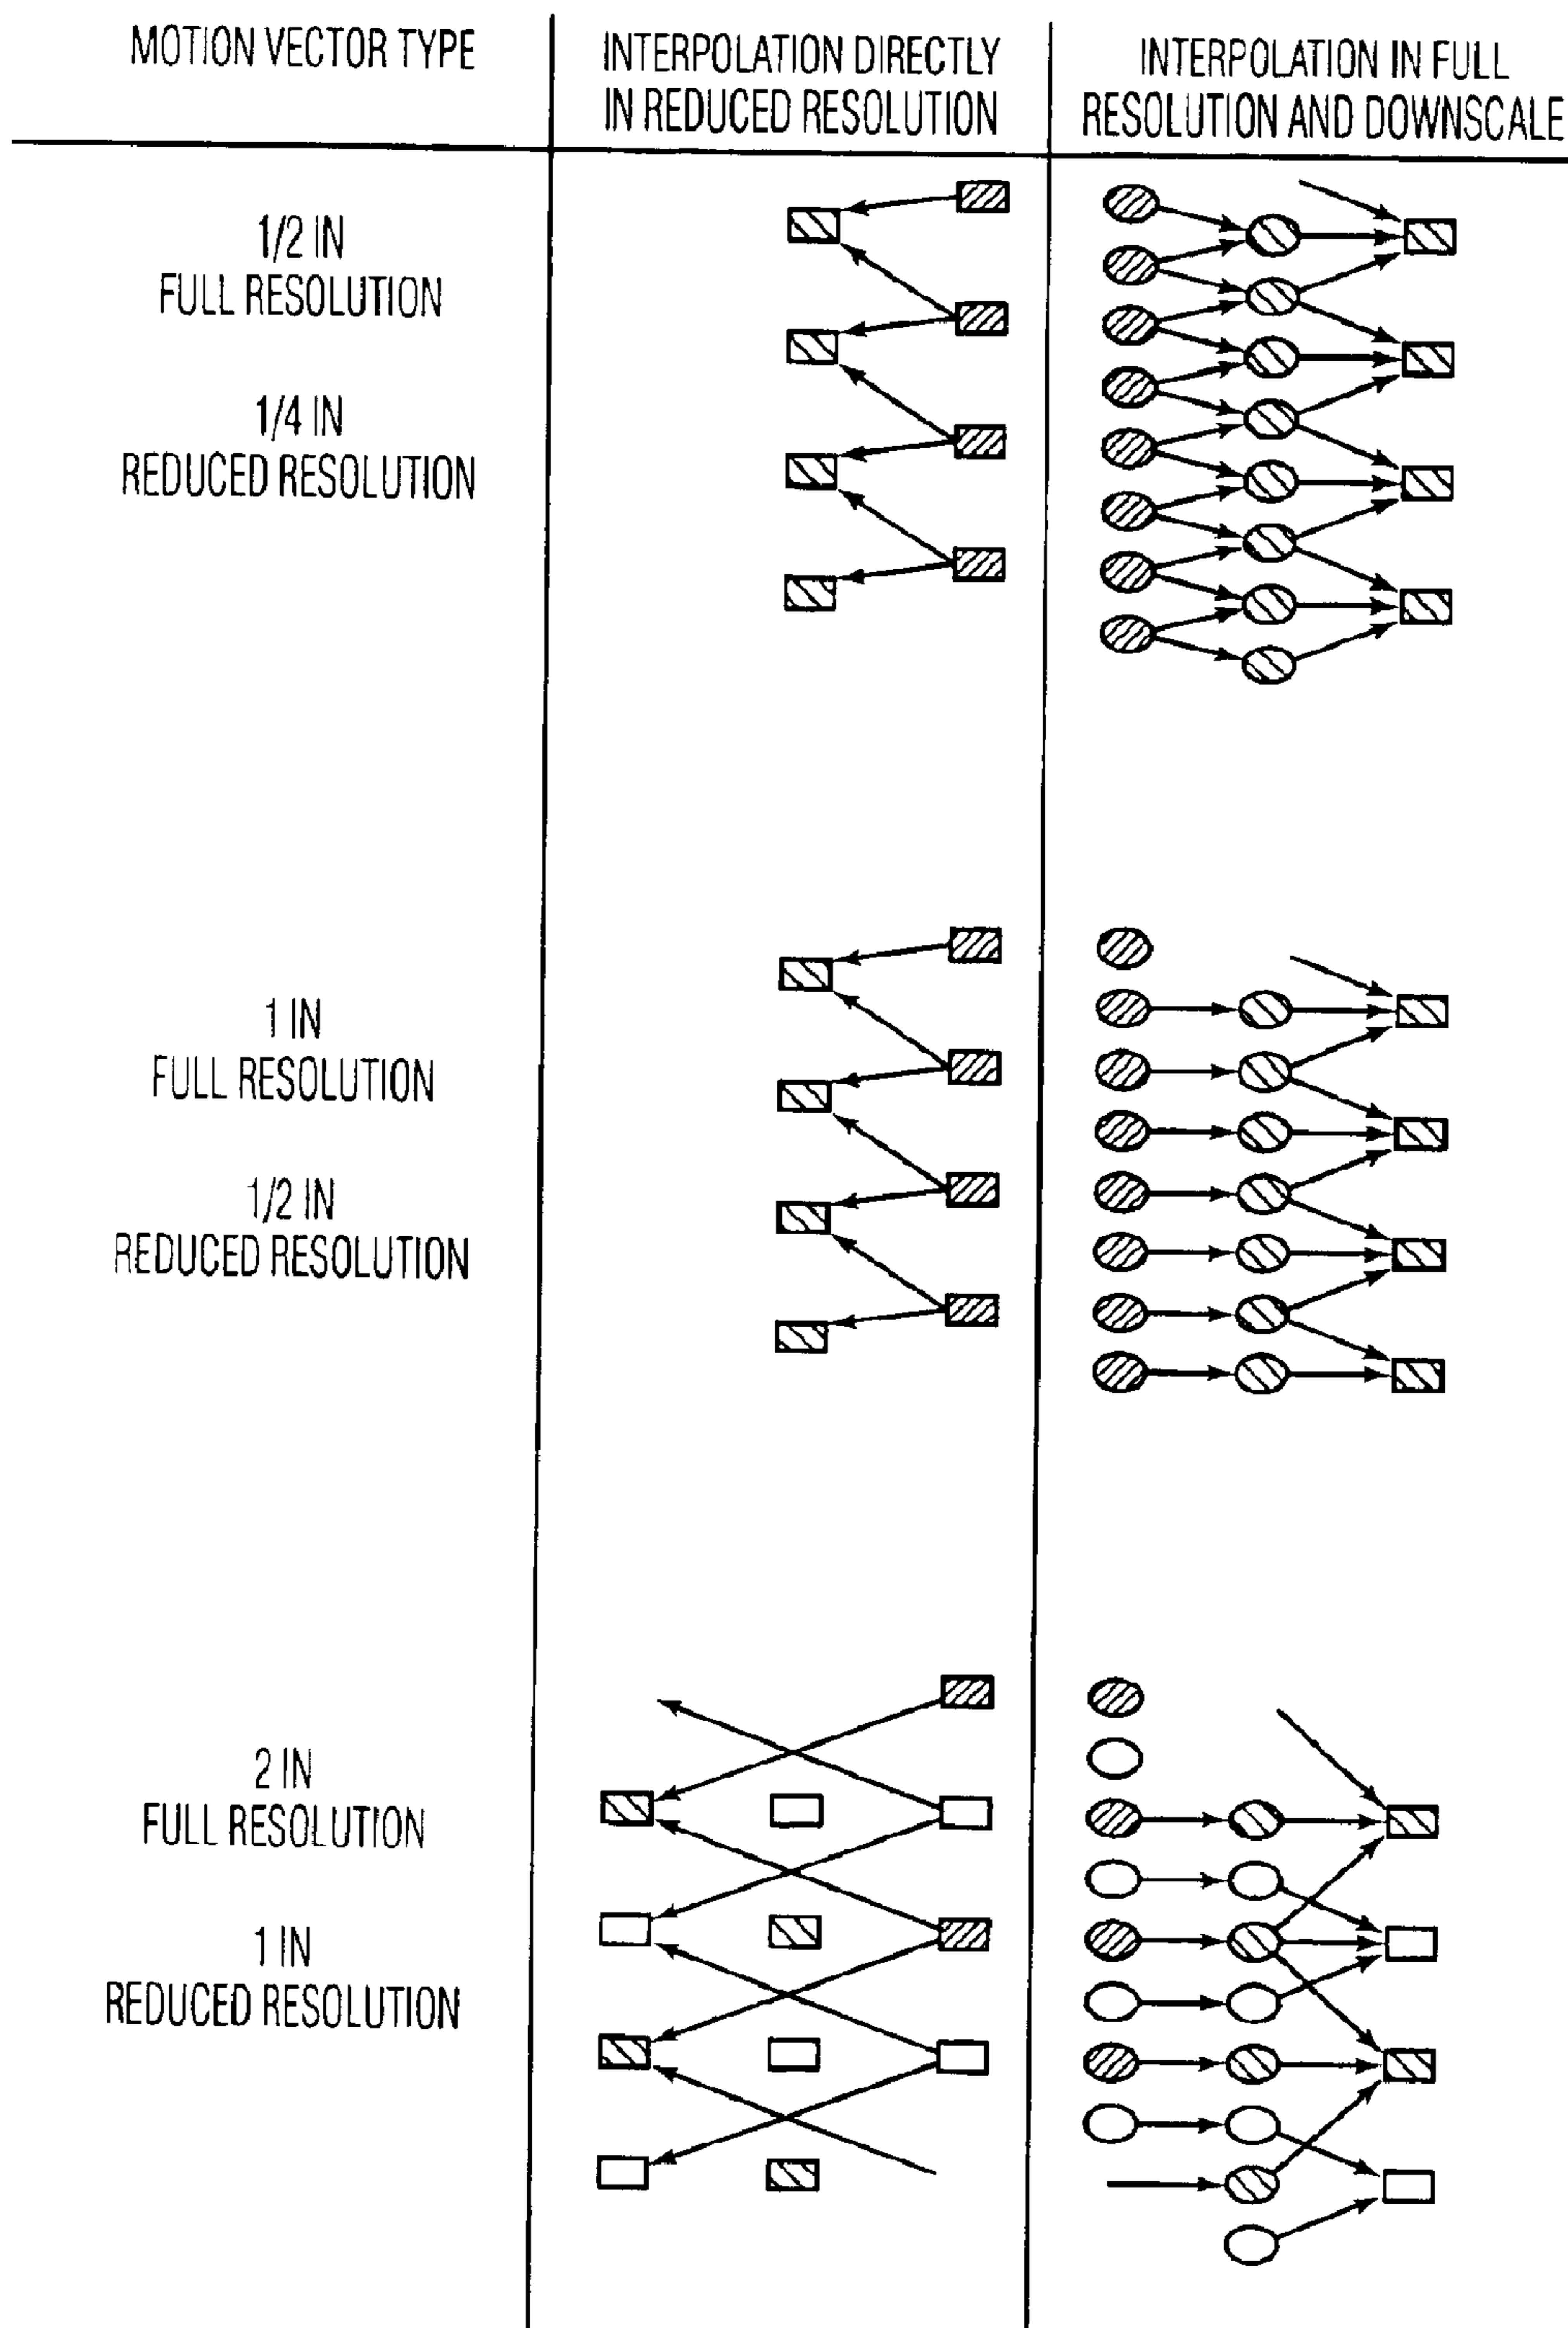 MOTION VECTOR TYPE
INTERPOLATION DIRECTLY
IN REDUCED RESOLUTION
INTERPOLATION IN FULL
RESOLUTION AND DOWNSCALE
1/2 IN
FULL RESOLUTION
1/4 IN
REDUCED RESOLUTION
1 IN
FULL RESOLUTION
1/2 IN
REDUCED RESOLUTION
2 IN
FULL RESOLUTION
1 IN
REDUCED RESOLUTION